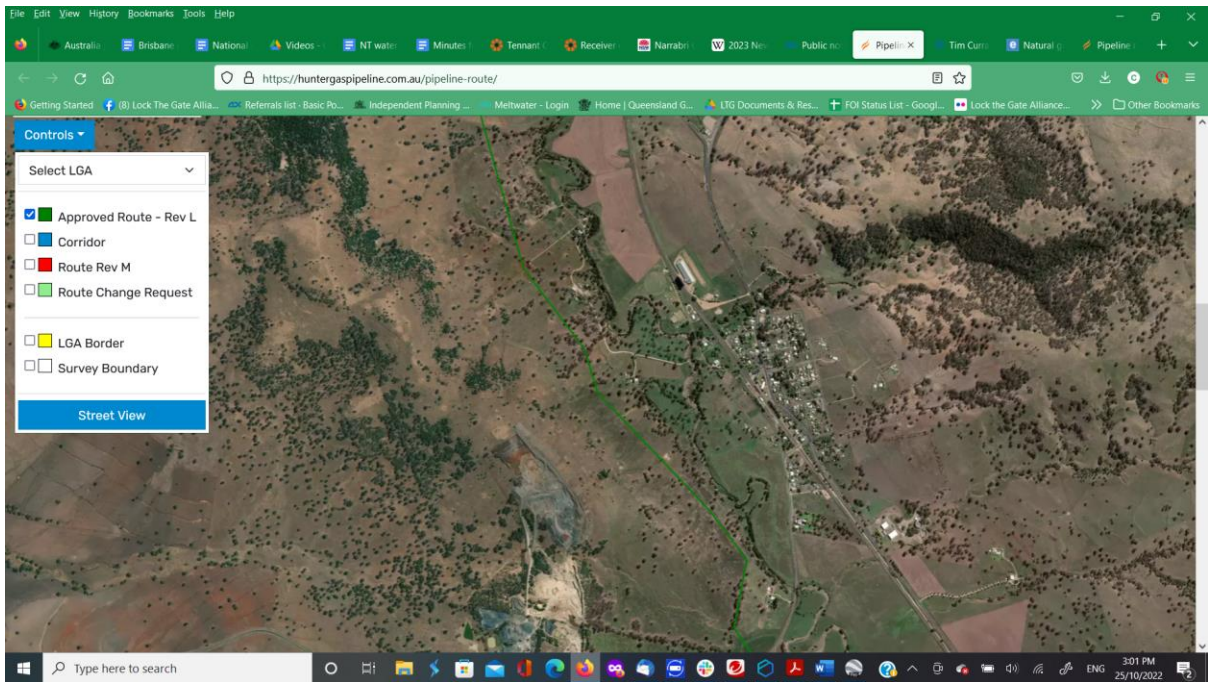 File Edit View History Bookmarks Tools Help
Australia Brisbane National Videos - NT water Minutes Tennant C Receiver Narrabri 2023 Nev Public no Pipelin Tim Curr Natural g Pipeline
https://huntergaspipeline.com.au/pipeline-route/
Getting Started (8) Lock The Gate Allia... Referrals list - Basic Po... Independent Planning ... Meltwater - Login Home | Queensland G... LTG Documents & Res... FOI Status List - Googl... Lock the Gate Alliance... Other Bookmarks
Controls
Select LGA
Approved Route - Rev L
Corridor
Route Rev M
Route Change Request
LGA Border
Survey Boundary
Street View
Type here to search
ENG
3:01 PM
25/10/2022